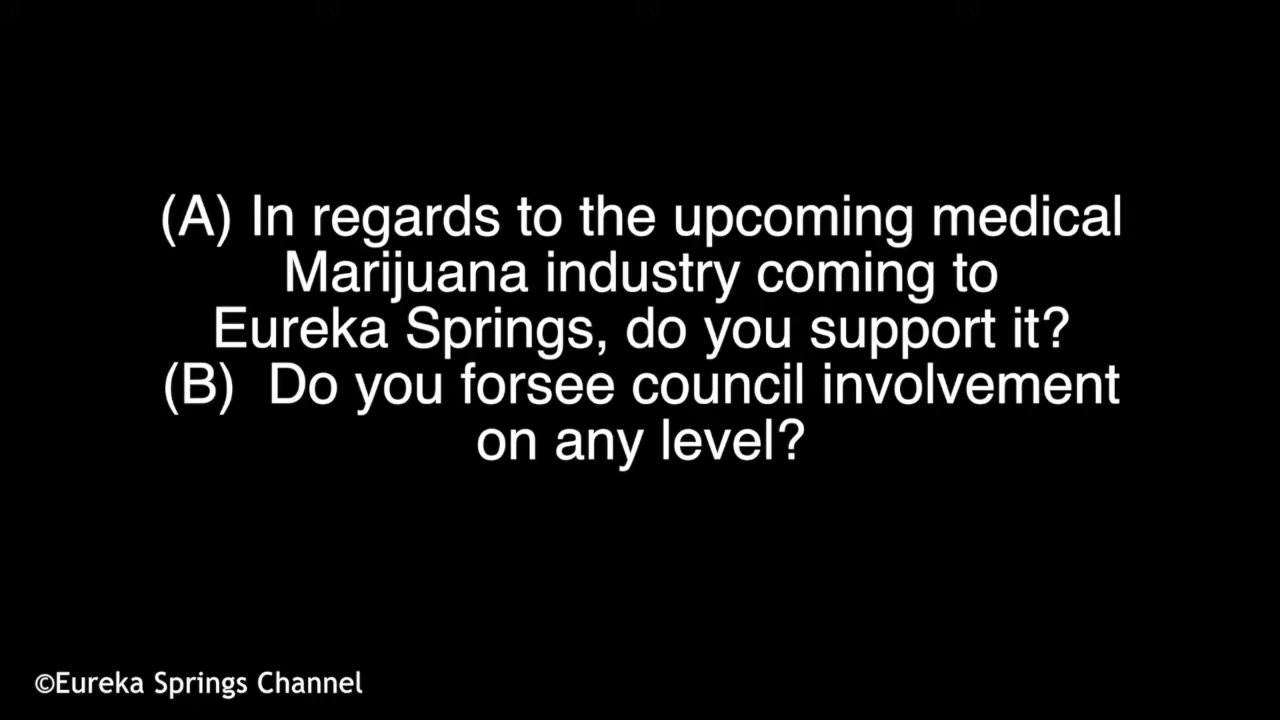 (A) In regards to the upcoming medical
Marijuana industry coming to
Eureka Springs, do you support it?
(B)  Do you forsee council involvement
on any level?
©Eureka Springs Channel